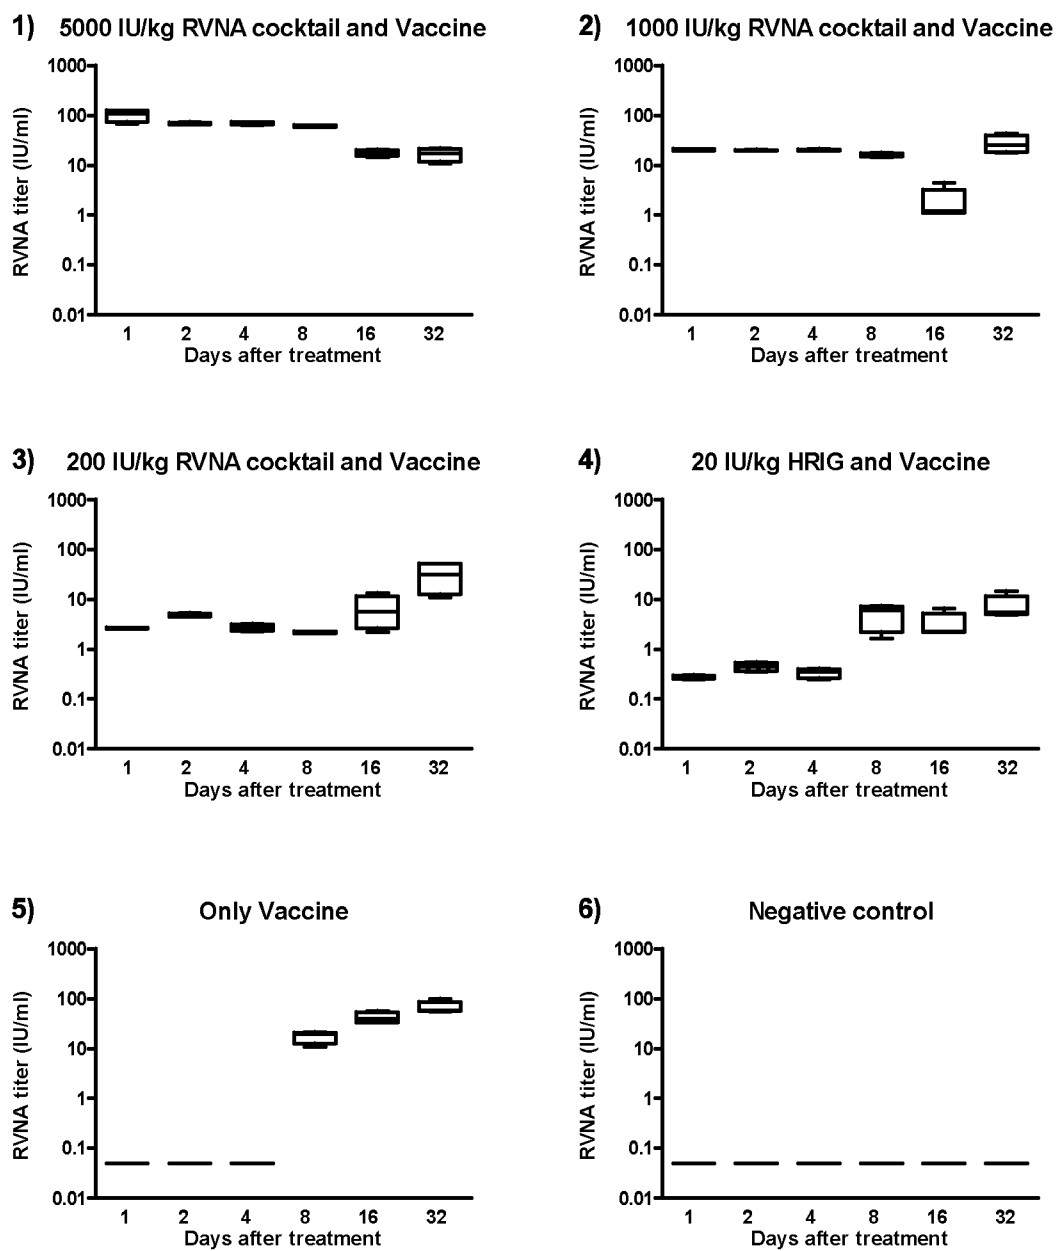 1) 5000 IU/kg RVNA cocktail and Vaccine
RVNA titer (IU/ml)
1000
100
10
1
0.1
0.01
1 2 4 8 16 32
Days after treatment
2) 1000 IU/kg RVNA cocktail and Vaccine
RVNA titer (IU/ml)
1000
100
10
1
0.1
0.01
1 2 4 8 16 32
Days after treatment
3) 200 IU/kg RVNA cocktail and Vaccine
RVNA titer (IU/ml)
1000
100
10
1
0.1
0.01
1 2 4 8 16 32
Days after treatment
4) 20 IU/kg HRIG and Vaccine
RVNA titer (IU/ml)
1000
100
10
1
0.1
0.01
1 2 4 8 16 32
Days after treatment
5) Only Vaccine
RVNA titer (IU/ml)
1000
100
10
1
0.1
0.01
1 2 4 8 16 32
Days after treatment
6) Negative control
RVNA titer (IU/ml)
1000
100
10
1
0.1
0.01
1 2 4 8 16 32
Days after treatment